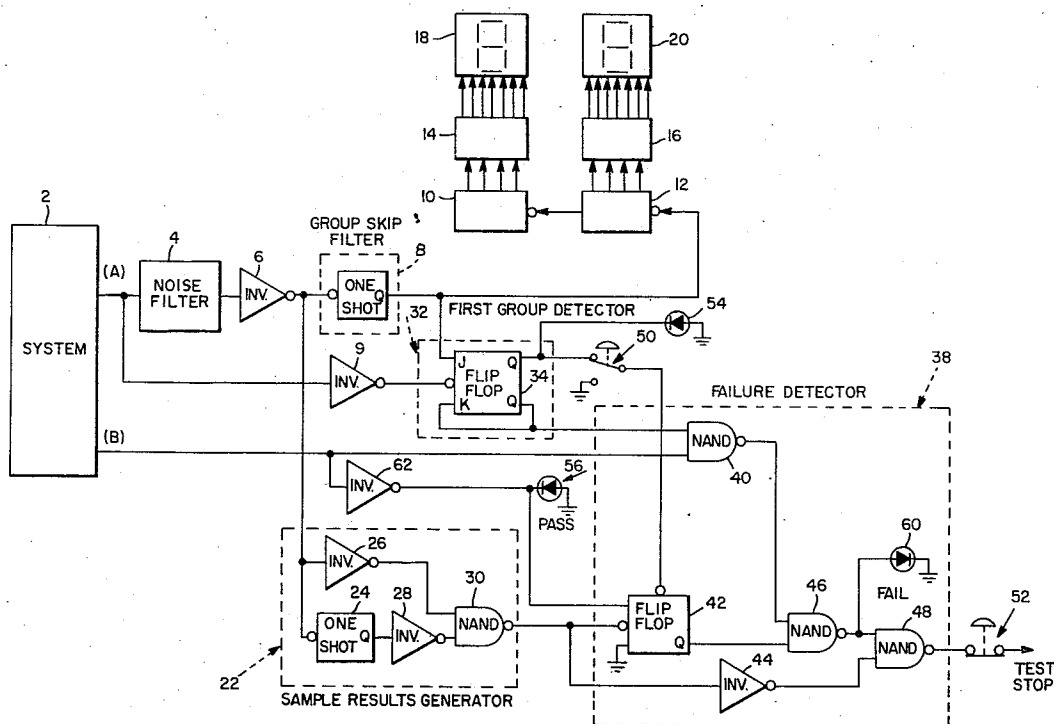 18
20
14
16
10
12
2
SYSTEM
(A)
4
NOISE
FILTER
6
INV.
GROUP SKIP
FILTER
8
ONE
SHOT
Q
FIRST GROUP DETECTOR
32
9
INV.
J
FLIP
FLOP
K
Q
Q
34
54
50
38
FAILURE DETECTOR
(B)
62
INV.
56
PASS
NAND
40
26
INV.
24
ONE
SHOT
Q
28
INV.
30
NAND
22
SAMPLE RESULTS GENERATOR
FLIP
FLOP
Q
42
44
INV.
46
NAND
60
FAIL
48
NAND
52
TEST
STOP